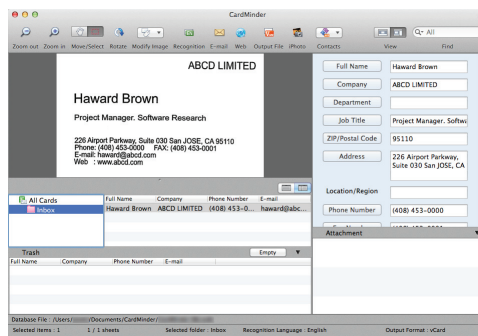 CardMinder
All
Zoom out Zoom in Move/Select Rotate Modify Image Recognition E-mail Web Output File iPhoto Contacts View Find
ABCD LIMITED
Haward Brown
Project Manager. Software Research
226 Airport Parkway, Suite 030 San JOSE, CA 95110
Phone: (408) 453-0000 FAX: (408) 453-0001
E-mail: haward@abcd.com
Web : www.abcd.com
Full Name Haward Brown
Company ABCD LIMITED
Department
Job Title Project Manager. Softwa
ZIP/Postal Code 95110
Address 226 Airport Parkway,
Suite 030 San JOSE, CA
Location/Region
Phone Number (408) 453-0000
Attachment
All Cards
Inbox
Full Name Company Phone Number E-mail
Haward Brown ABCD LIMITED (408) 453-0... haward@abc...
Trash Empty
Full Name Company Phone Number E-mail
Database File : /Users/ /Documents/CardMinder/
Selected items : 1 1 / 1 sheets Selected folder : Inbox Recognition Language : English Output Format : vCard